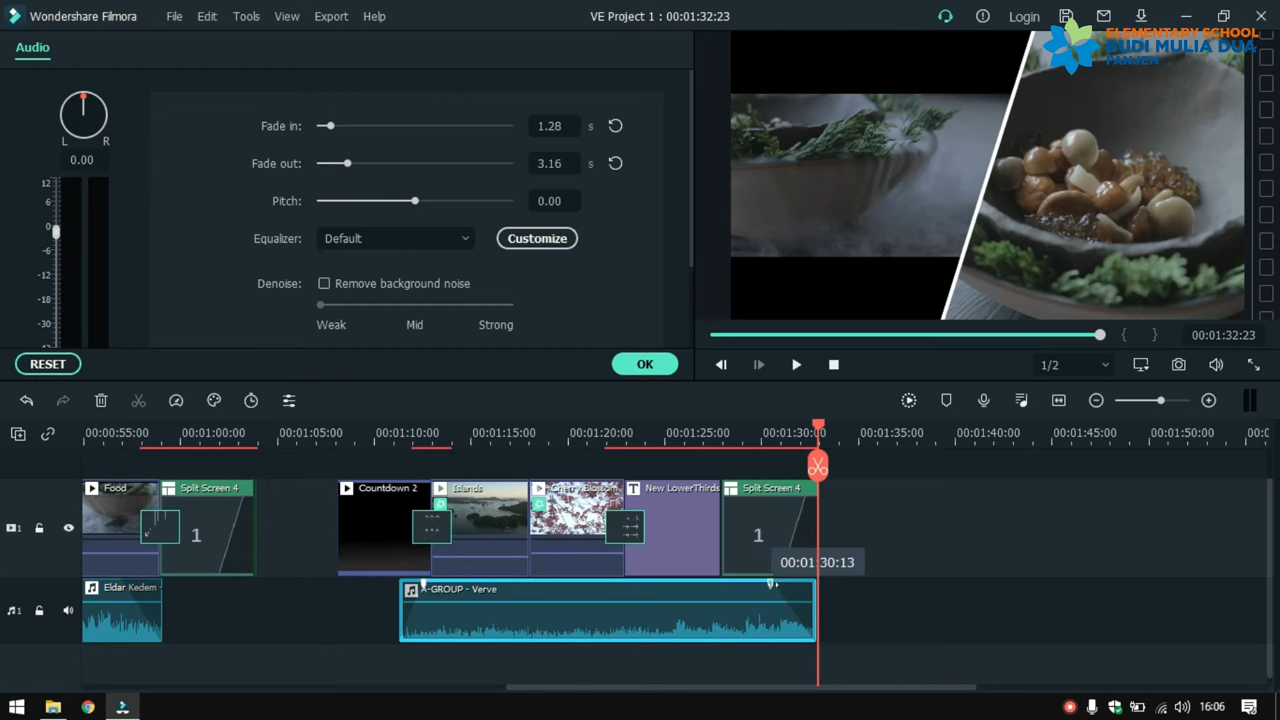 Wondershare Filmora
File
Edit
Tools
View
Export
Help
VE Project 1 : 00:01:32:23
Login
ELEMENTARY SCHOOL
BUDI MULIA DUA
PANJEN
Audio
L R
0.00
12
6
0
-6
-12
-18
-30
Fade in:
1.28
s
Fade out:
3.16
s
Pitch:
0.00
Equalizer:
Default
Customize
Denoise:
Remove background noise
Weak
Mid
Strong
RESET
OK
00:01:32:23
1/2
00:00:55:00
00:01:00:00
00:01:05:00
00:01:10:00
00:01:15:00
00:01:20:00
00:01:25:00
00:01:30:00
00:01:35:00
00:01:40:00
00:01:45:00
00:01:50:00
1
Food
Split Screen 4
1
Countdown 2
Islands
Cherry Blossom
New LowerThirds
Split Screen 4
1
00:01:30:13
1
Eldar Kedem -
A-GROUP - Verve
16:06